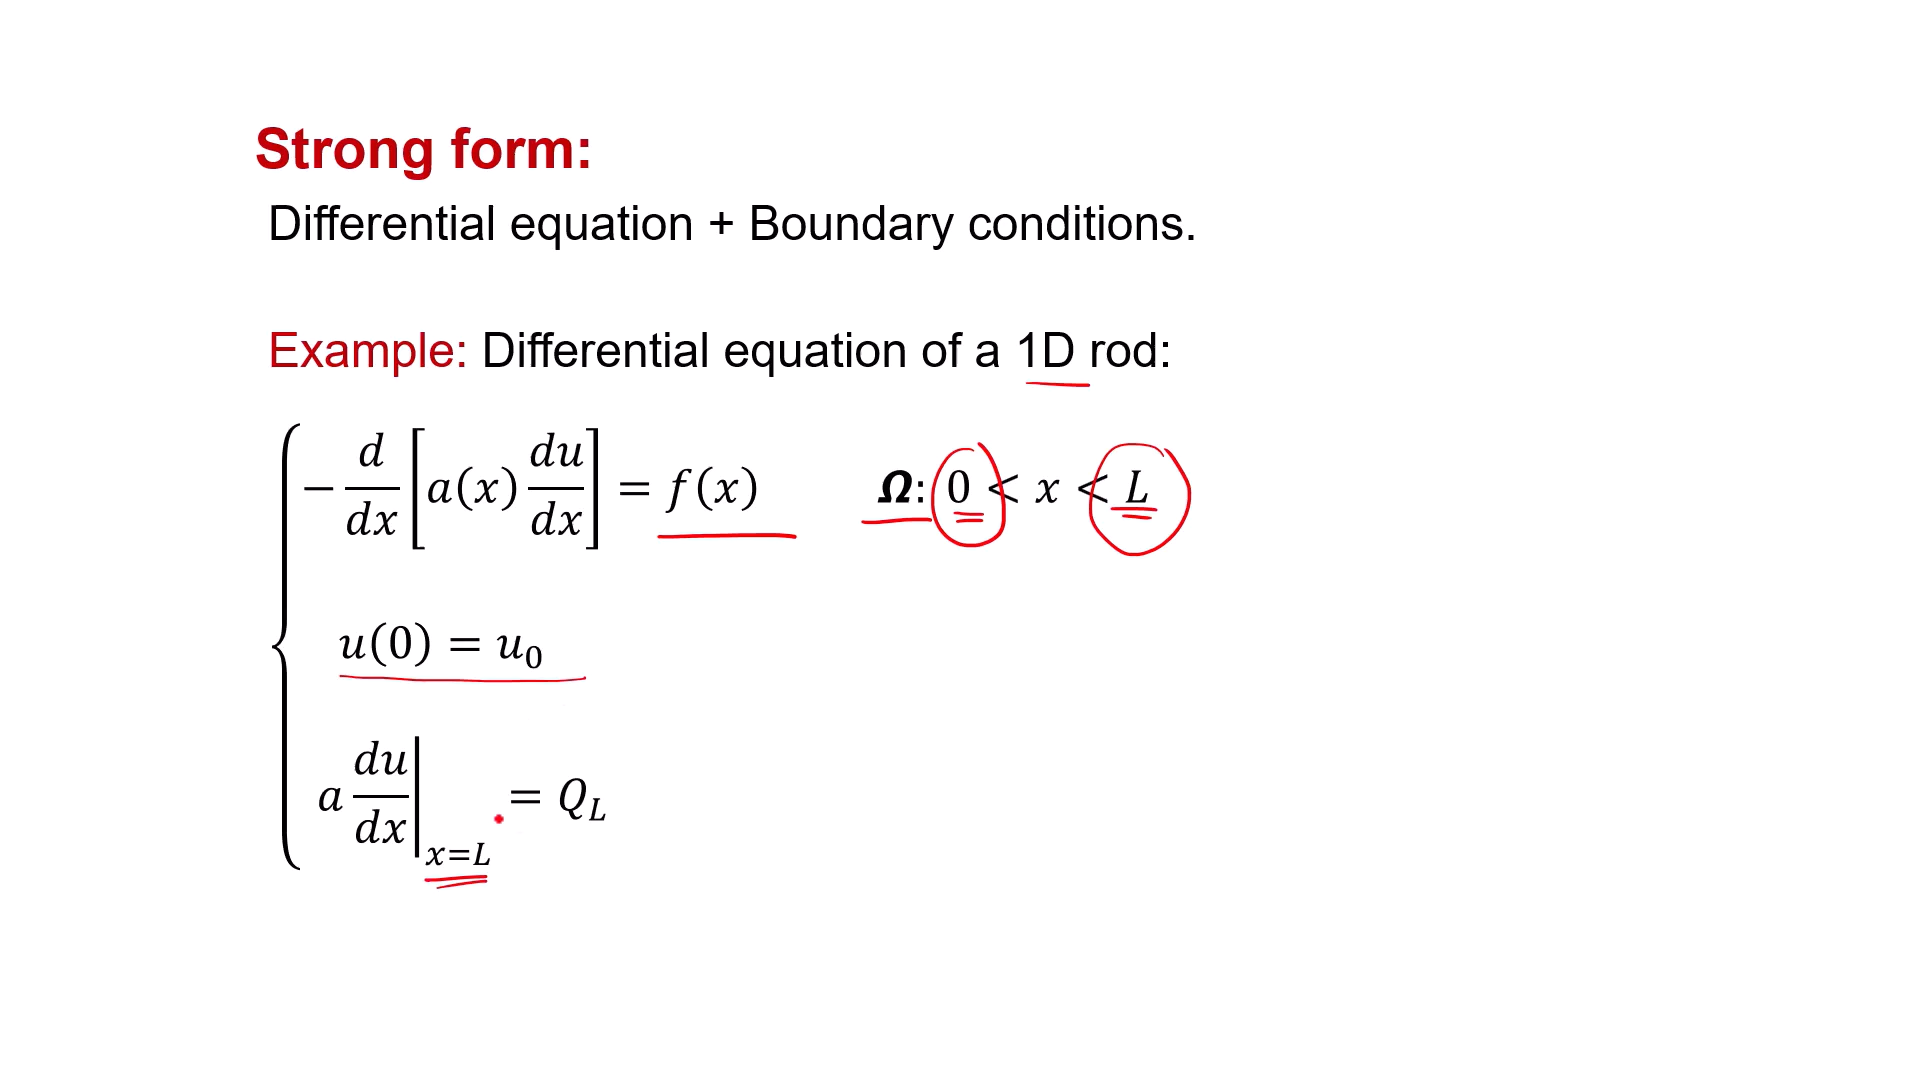 Strong form:
Differential equation + Boundary conditions.
Example: Differential equation of a 1D rod:
−d/dx[a(x)du/dx] = f(x) Ω: 0 < x < L
u(0) = u₀
a du/dx|ₓ₌L = Q_L